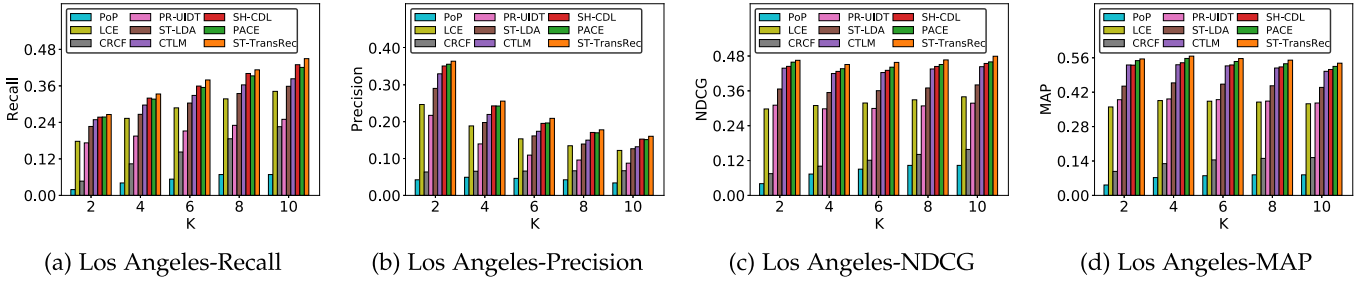 PoP PR-UIDT SH-CDL
LCE ST-LDA PACE
CRCF CTLM ST-TransRec
0.48
0.36
0.24
0.12
0.00
Recall
2 4 6 8 10
K
(a) Los Angeles-Recall
PoP PR-UIDT SH-CDL
LCE ST-LDA PACE
CRCF CTLM ST-TransRec
0.40
0.30
0.20
0.10
0.00
Precision
2 4 6 8 10
K
(b) Los Angeles-Precision
PoP PR-UIDT SH-CDL
LCE ST-LDA PACE
CRCF CTLM ST-TransRec
0.48
0.36
0.24
0.12
0.00
NDCG
2 4 6 8 10
K
(c) Los Angeles-NDCG
PoP PR-UIDT SH-CDL
LCE ST-LDA PACE
CRCF CTLM ST-TransRec
0.56
0.42
0.28
0.14
0.00
MAP
2 4 6 8 10
K
(d) Los Angeles-MAP